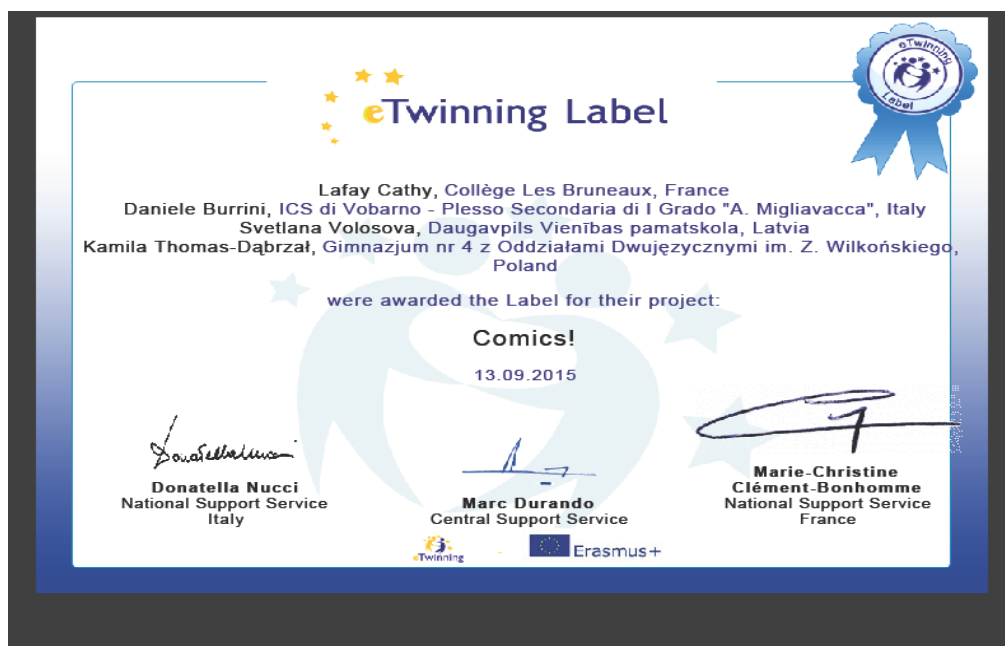 eTwinning
Label
eTwinning Label
Lafay Cathy, Collège Les Bruneaux, France
Daniele Burrini, ICS di Vobarno - Plesso Secondaria di I Grado "A. Migliavacca", Italy
Svetlana Volosova, Daugavpils Vienības pamatskola, Latvia
Kamila Thomas-Dąbrzał, Gimnazjum nr 4 z Oddziałami Dwujęzycznymi im. Z. Wilkońskiego,
Poland
were awarded the Label for their project:
Comics!
13.09.2015
Donatella Nucci
National Support Service
Italy
Marc Durando
Central Support Service
Marie-Christine
Clément-Bonhomme
National Support Service
France
eTwinning
Erasmus+